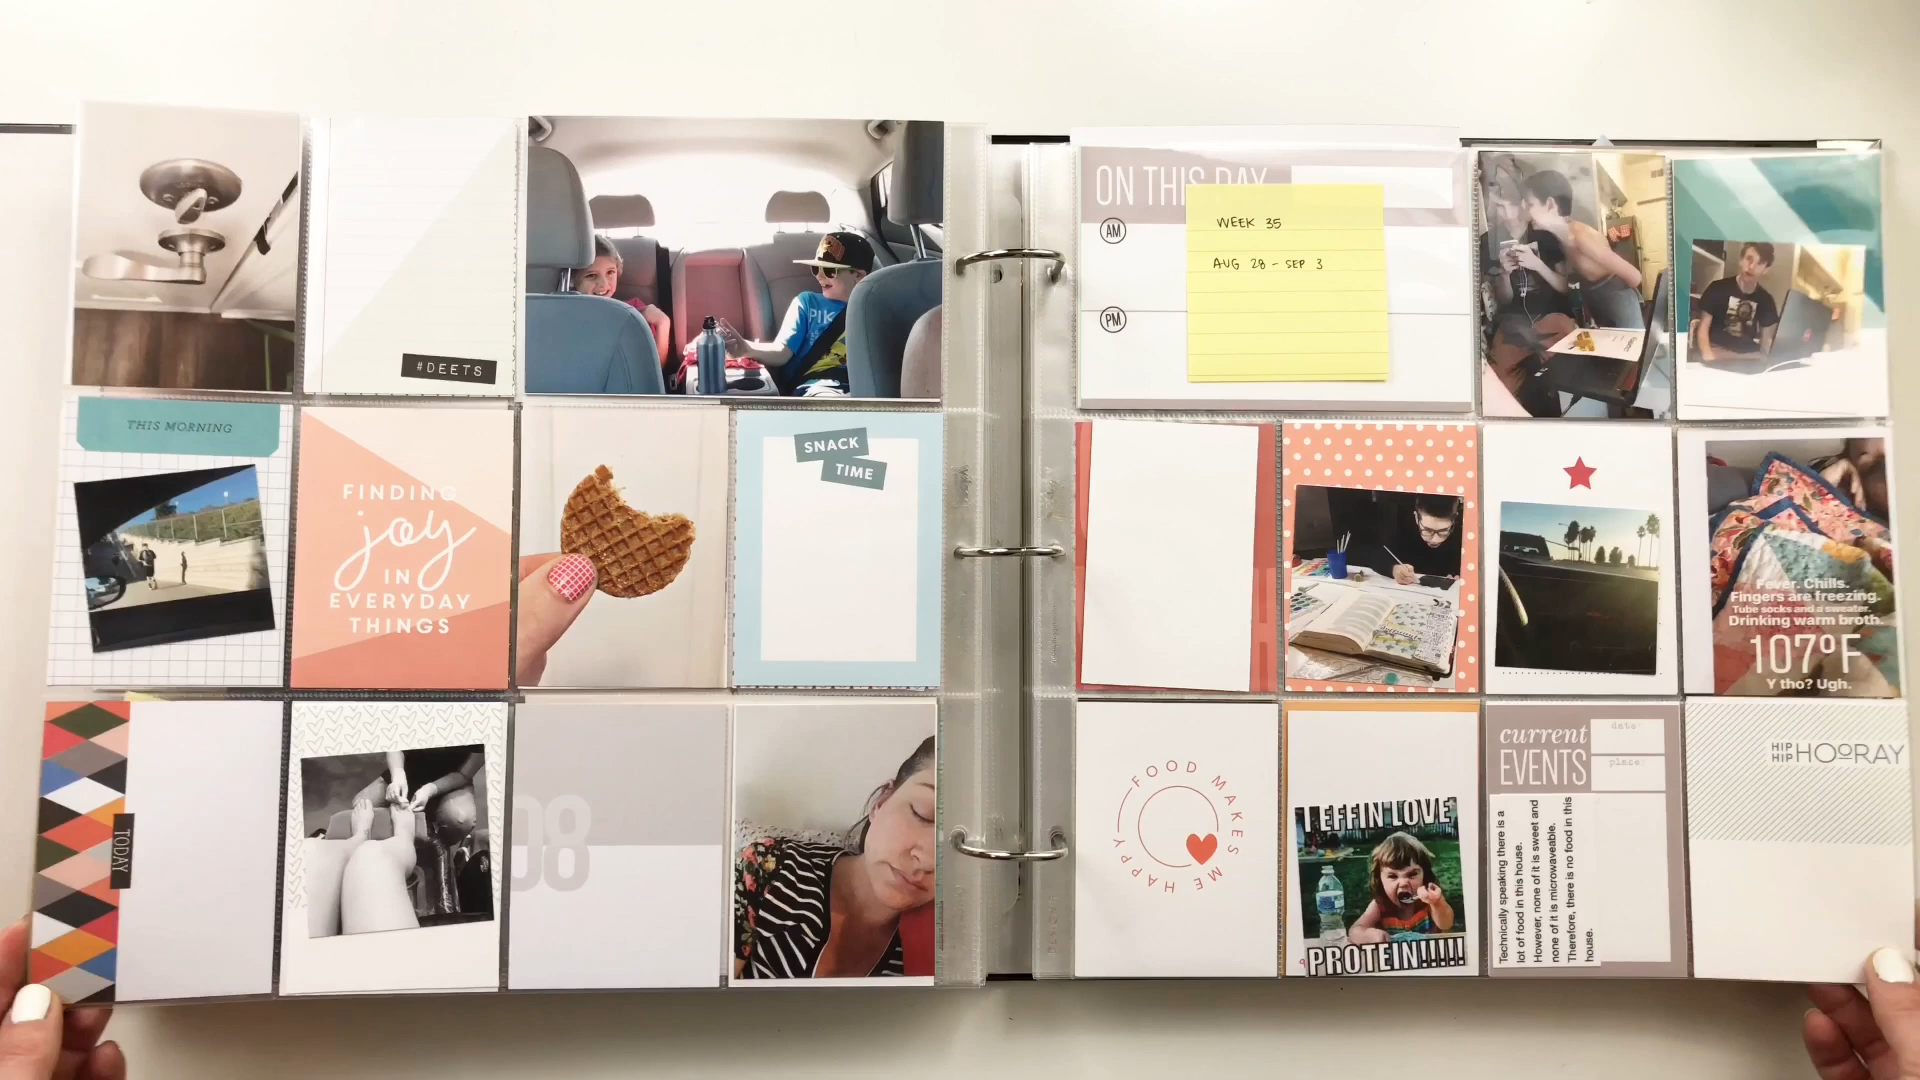 #DEETS
PIK
ON THIS DAY
AM
PM
WEEK 35
AUG 28 - SEP 3
THIS MORNING
FINDING
joy
IN
EVERYDAY
THINGS
SNACK
TIME
Fever. Chills.
Fingers are freezing.
Tube socks and a sweater.
Drinking warm broth.
107°F
Y tho? Ugh.
TODAY
08
FOOD MAKES ME HAPPY
I EFFIN LOVE
PROTEIN!!!!!
current
EVENTS
date:
place:
Technically speaking there is a
lot of food in this house.
However, none of it is sweet and
none of it is microwaveable.
Therefore, there is no food in this
house.
HIP HIP HOORAY